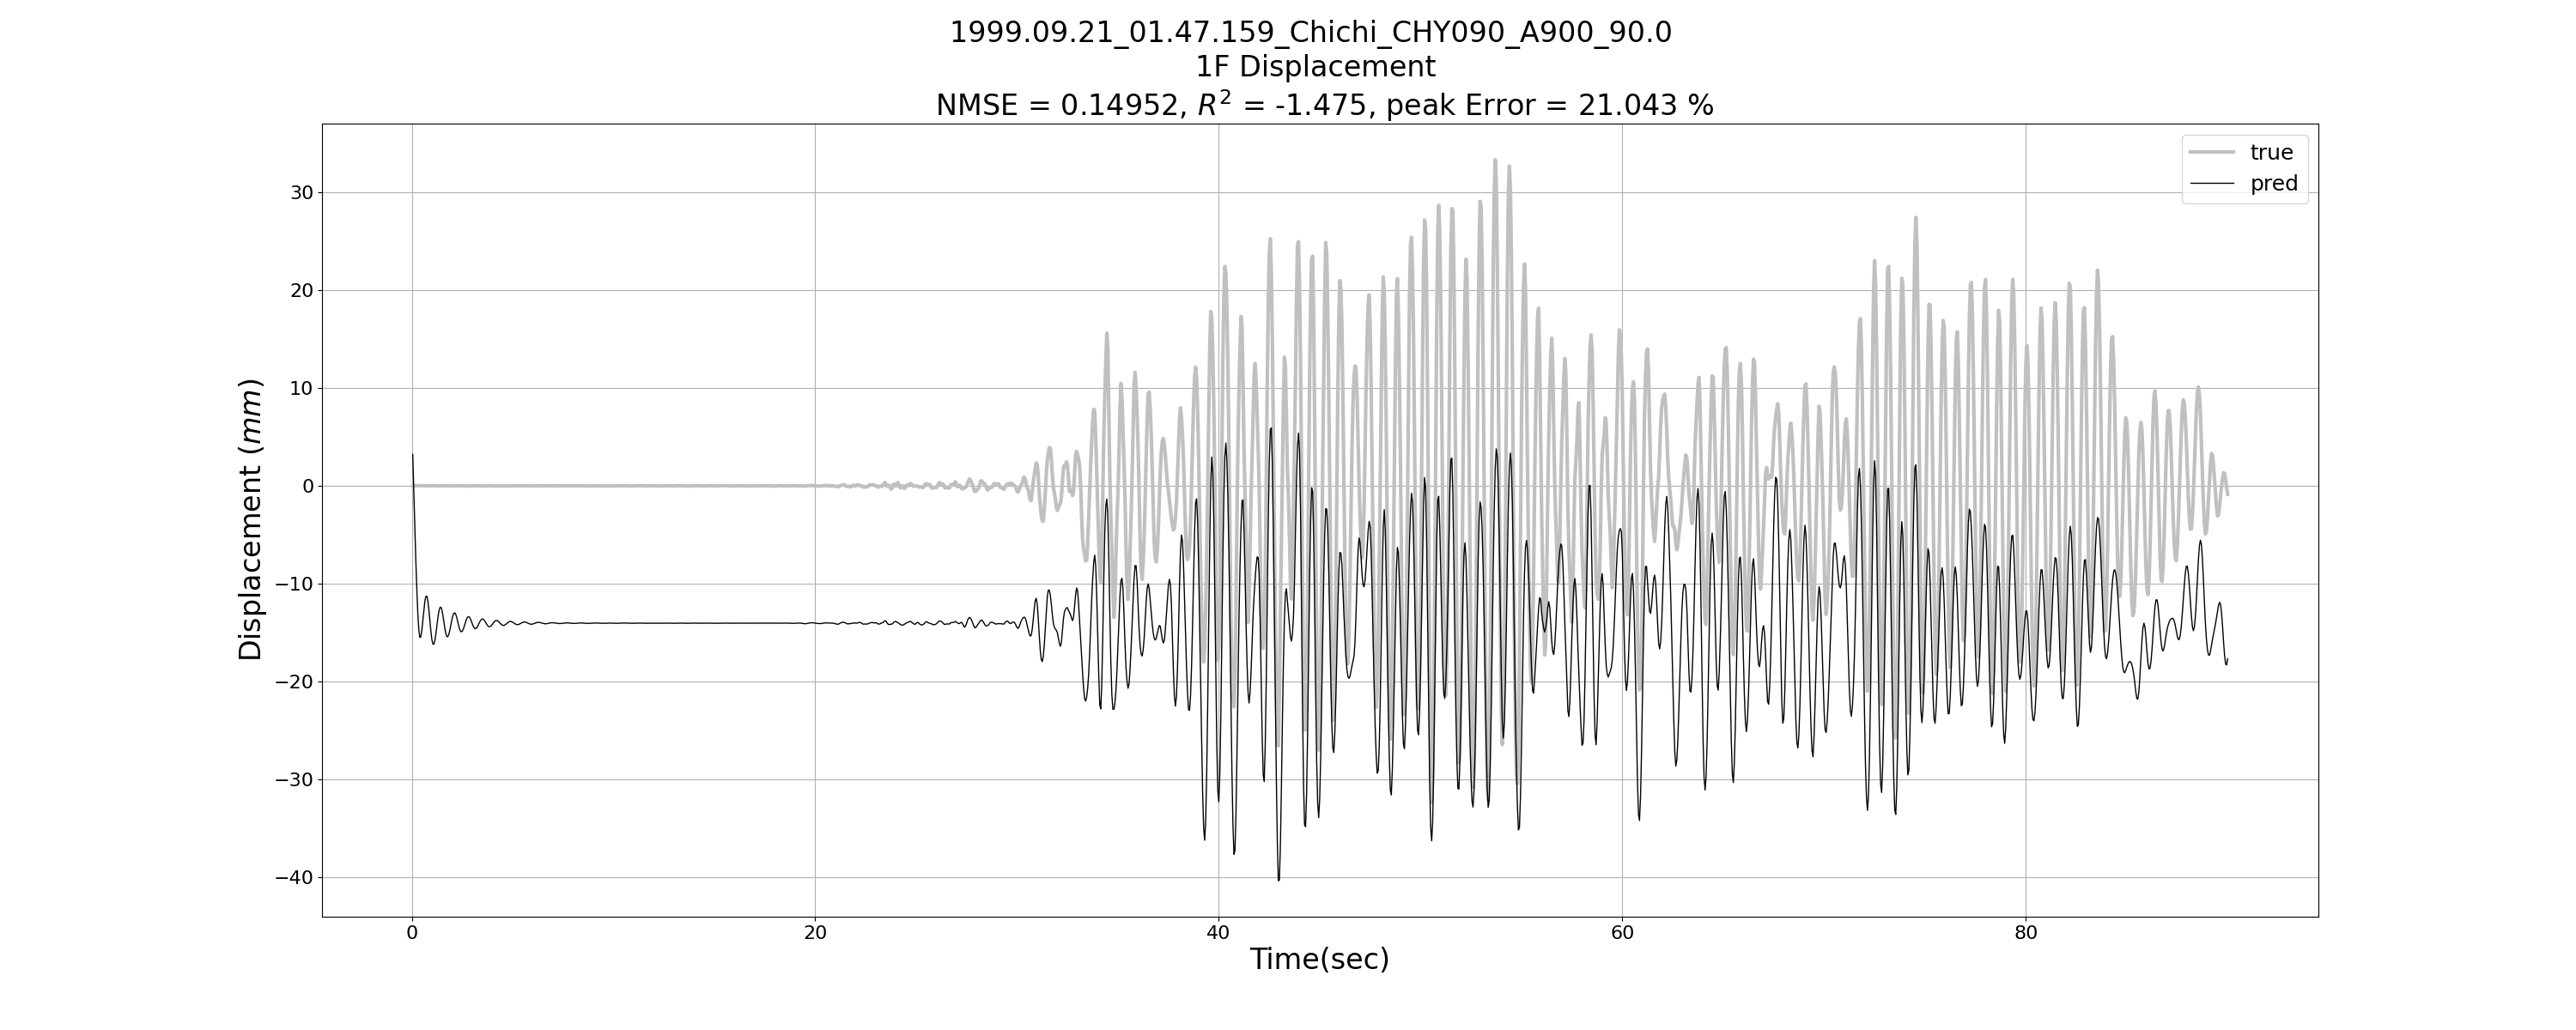 1999.09.21_01.47.159_Chichi_CHY090_A900_90.0
1F Displacement
NMSE = 0.14952, R² = -1.475, peak Error = 21.043 %
true
pred
30
20
10
0
−10
−20
−30
−40
Displacement (mm)
0 20 40 60 80
Time(sec)